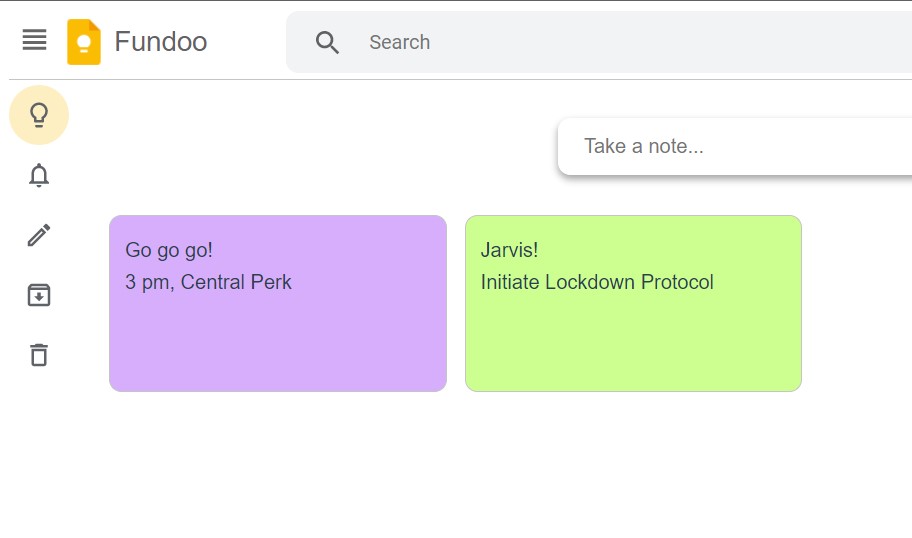 Fundoo
Search
Take a note...
Go go go!
3 pm, Central Perk
Jarvis!
Initiate Lockdown Protocol